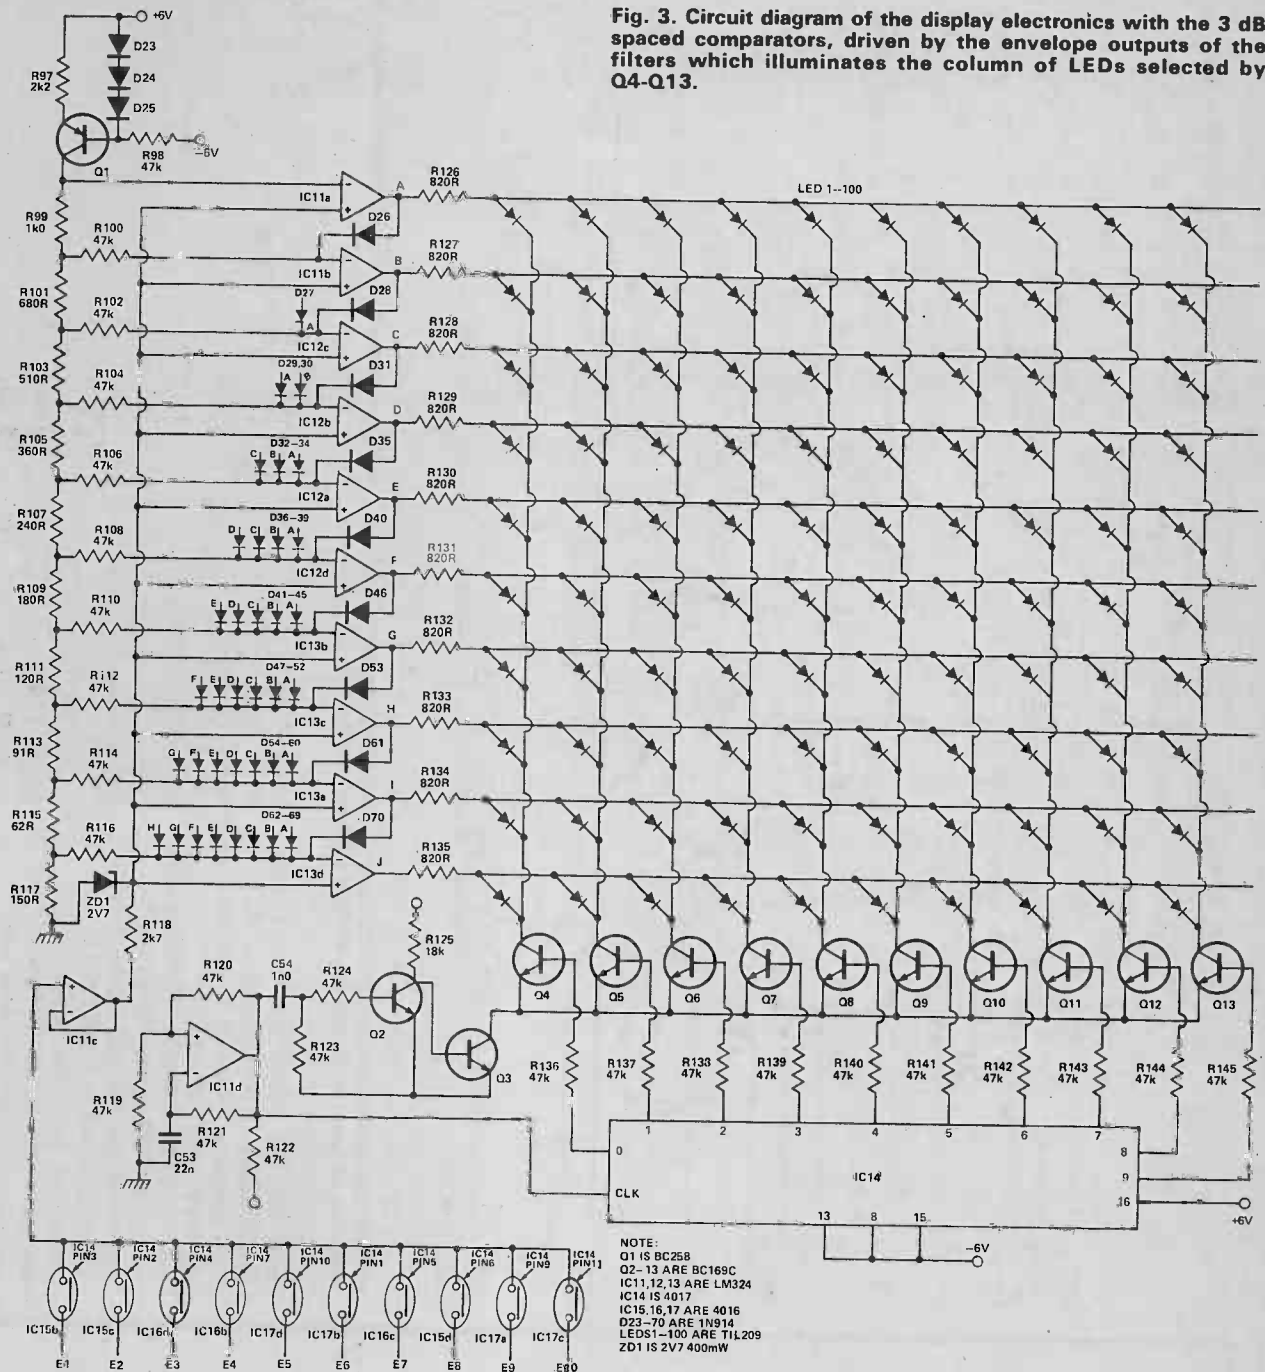 Fig. 3. Circuit diagram of the display electronics with the 3 dB
spaced comparators, driven by the envelope outputs of the
filters which illuminates the column of LEDs selected by
Q4-Q13.
+6V
D23
D24
D25
R97
2k2
R98
47k
-6V
Q1
R99
1k0
R100
47k
R101
680R
R102
47k
R103
510R
R104
47k
R105
360R
R106
47k
R107
240R
R108
47k
R109
180R
R110
47k
R111
120R
R112
47k
R113
91R
R114
47k
R115
62R
R116
47k
R117
150R
ZD1
2V7
R118
2k7
IC11a
A
D26
R126
820R
LED 1--100
IC11b
B
D27
A
D28
R127
820R
IC12c
C
D29,30
A B
D31
R128
820R
IC12b
D
D32-34
C B A
D35
R129
820R
IC12a
E
D36-39
D C B A
D40
R130
820R
IC12d
F
D41-45
E D C B A
D46
R131
820R
IC13b
G
D47-52
F E D C B A
D53
R132
820R
IC13c
H
D54-60
G F E D C B A
D61
R133
820R
IC13a
I
D62-69
H G F E D C B A
D70
R134
820R
IC13d
J
R135
820R
IC11c
R120
47k
C54
1n0
R124
47k
R125
18k
Q2
R123
47k
Q3
IC11d
R119
47k
R121
47k
C53
22n
R122
47k
Q4 Q5 Q6 Q7 Q8 Q9 Q10 Q11 Q12 Q13
R136
47k
R137
47k
R138
47k
R139
47k
R140
47k
R141
47k
R142
47k
R143
47k
R144
47k
R145
47k
1 2 3 4 5 6 7
0
8
9
IC14
CLK
16
+6V
13 8 15
-6V
IC14
PIN3
IC14
PIN2
IC14
PIN4
IC14
PIN7
IC14
PIN10
IC14
PIN1
IC14
PIN5
IC14
PIN6
IC14
PIN9
IC14
PIN11
IC15b IC15c IC16d IC16b IC17d IC17b IC16c IC15d IC17a IC17c
E1 E2 E3 E4 E5 E6 E7 E8 E9 E10
NOTE:
Q1 IS BC258
Q2-13 ARE BC169C
IC11,12,13 ARE LM324
IC14 IS 4017
IC15,16,17 ARE 4016
D23-70 ARE 1N914
LEDS1-100 ARE TIL209
ZD1 IS 2V7 400mW